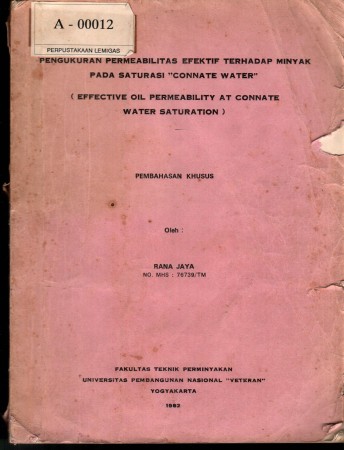 A - 00012
PERPUSTAKAAN LEMIGAS
PENGUKURAN PERMEABILITAS EFEKTIF TERHADAP MINYAK
PADA SATURASI "CONNATE WATER"
( EFFECTIVE OIL PERMEABILITY AT CONNATE
WATER SATURATION )
PEMBAHASAN KHUSUS
Oleh :
RANA JAYA
NO. MHS : 76739/TM
FAKULTAS TEKNIK PERMINYAKAN
UNIVERSITAS PEMBANGUNAN NASIONAL "VETERAN"
YOGYAKARTA
1983